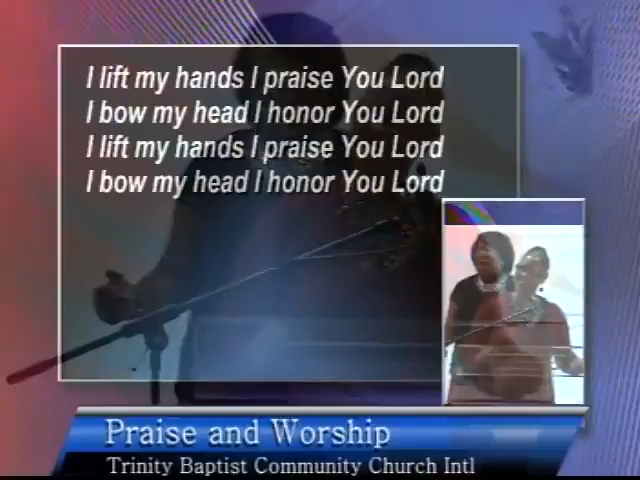 I lift my hands I praise You Lord
I bow my head I honor You Lord
I lift my hands I praise You Lord
I bow my head I honor You Lord
Praise and Worship
Trinity Baptist Community Church Intl